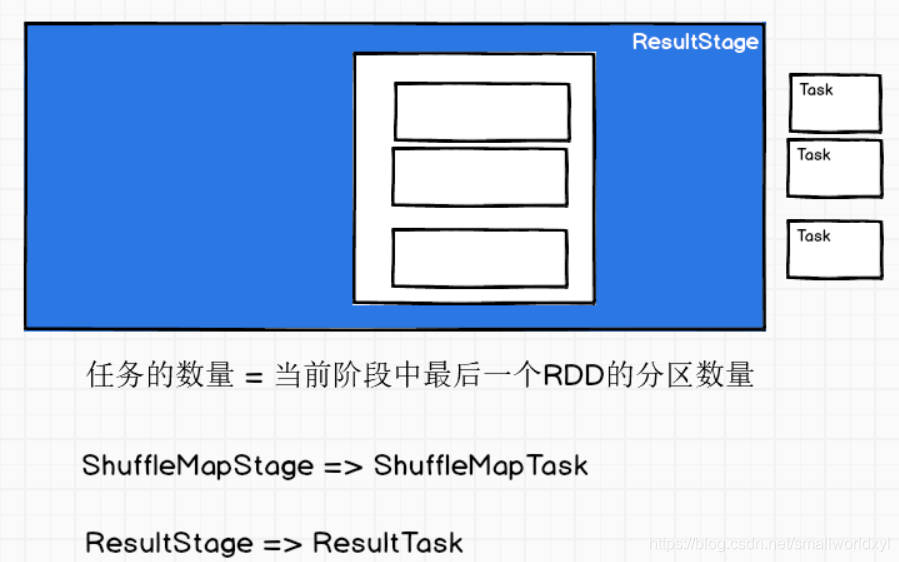 ResultStage
Task
Task
Task
任务的数量 = 当前阶段中最后一个RDD的分区数量
ShuffleMapStage => ShuffleMapTask
ResultStage => ResultTask
https://blog.csdn.net/smallworldxyl